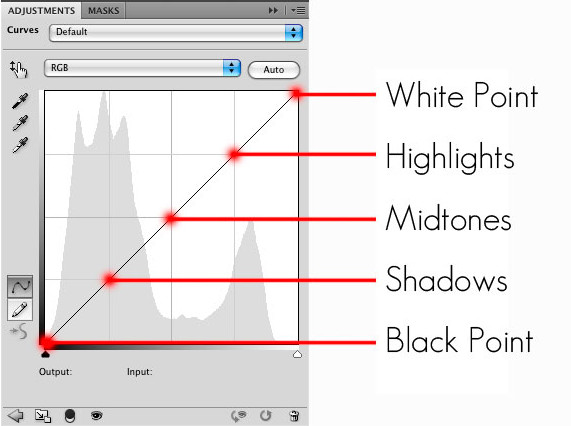 ADJUSTMENTS MASKS
Curves Default
RGB Auto
White Point
Highlights
Midtones
Shadows
Black Point
Output: Input: